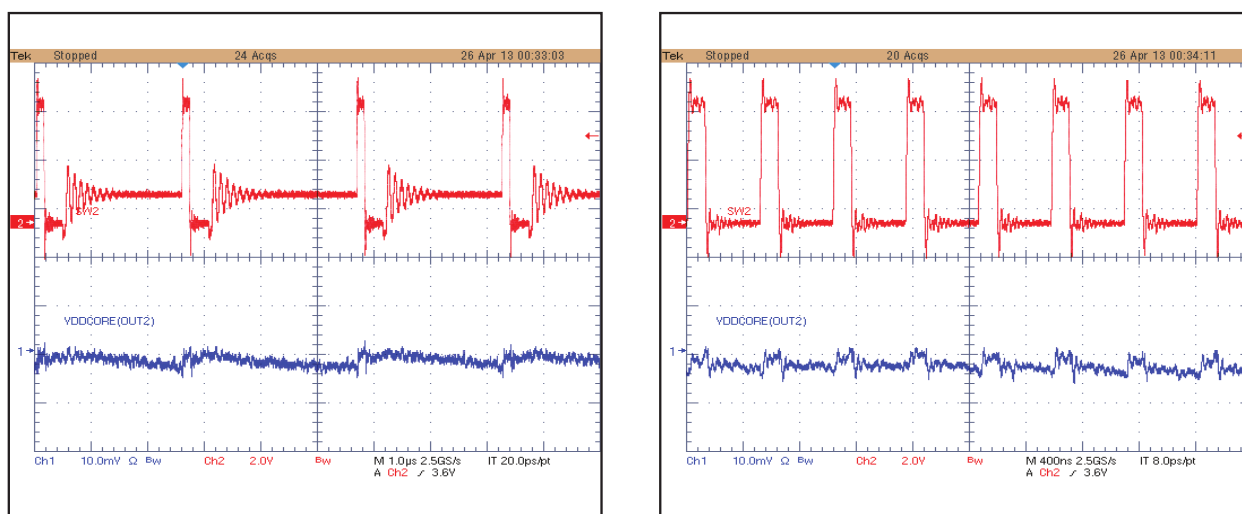 Tek Stopped 24 Acqs 26 Apr 13 00:33:03
SW2
2
VDDCORE(OUT2)
1
Ch1 10.0mV Ω Bw Ch2 2.0V Bw M 1.0µs 2.5GS/s IT 20.0ps/pt
A Ch2 ∕ 3.6V
Tek Stopped 20 Acqs 26 Apr 13 00:34:11
SW2
2
VDDCORE(OUT2)
1
Ch1 10.0mV Ω Bw Ch2 2.0V Bw M 400ns 2.5GS/s IT 8.0ps/pt
A Ch2 ∕ 3.6V